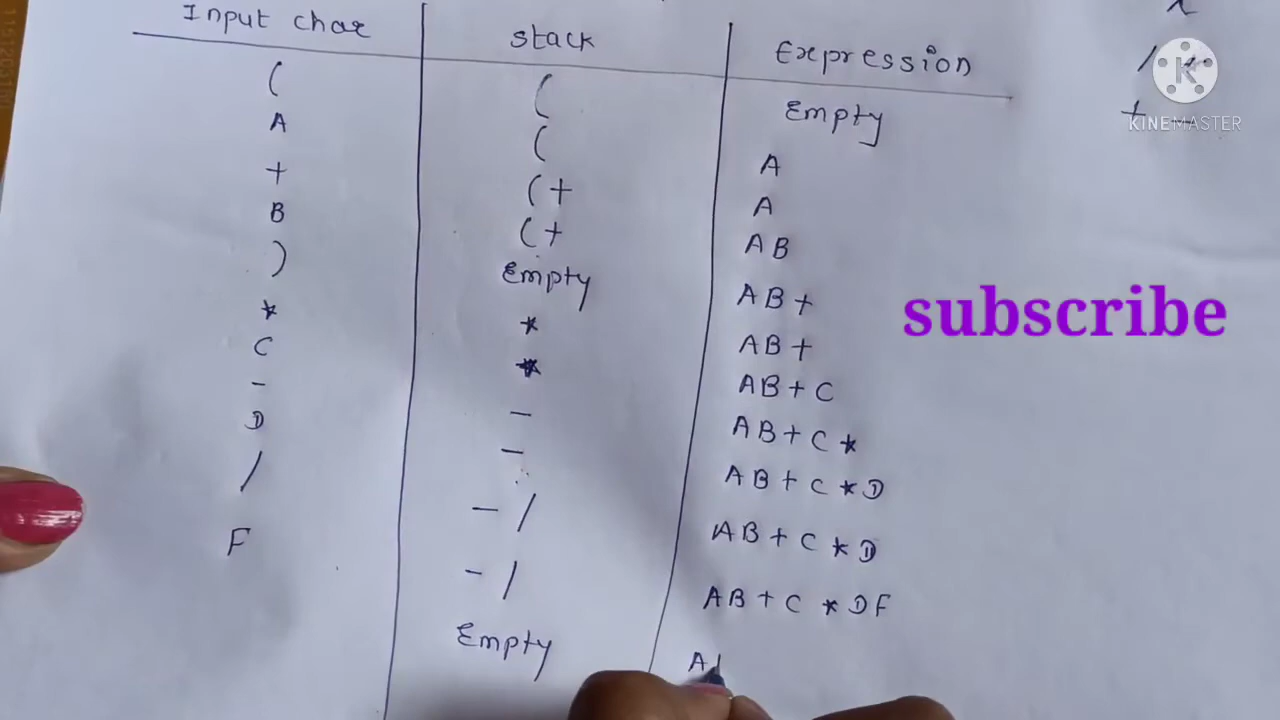 Input char stack Expression
( ( Empty
A ( A
+ (+ A
B (+ AB
) Empty AB+
* * AB+
C * AB+C
- - AB+C*
D - AB+C*D
/ -/ AB+C*D
F -/ AB+C*DF
Empty A
subscribe
KINEMASTER